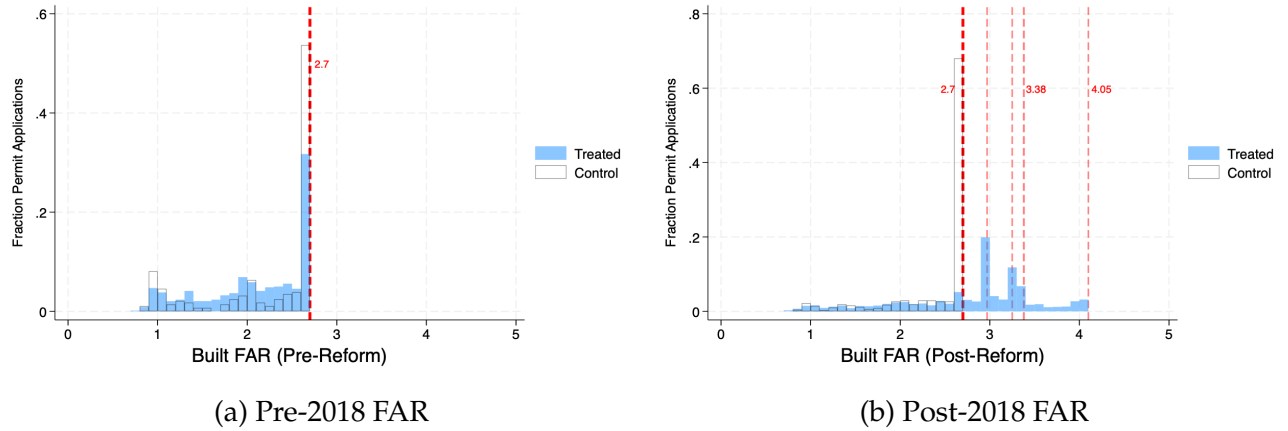 .6
.4
.2
0
Fraction Permit Applications
2.7
0 1 2 3 4 5
Built FAR (Pre-Reform)
Treated
Control
(a) Pre-2018 FAR
.8
.6
.4
.2
0
Fraction Permit Applications
2.7 3.38 4.05
0 1 2 3 4 5
Built FAR (Post-Reform)
Treated
Control
(b) Post-2018 FAR